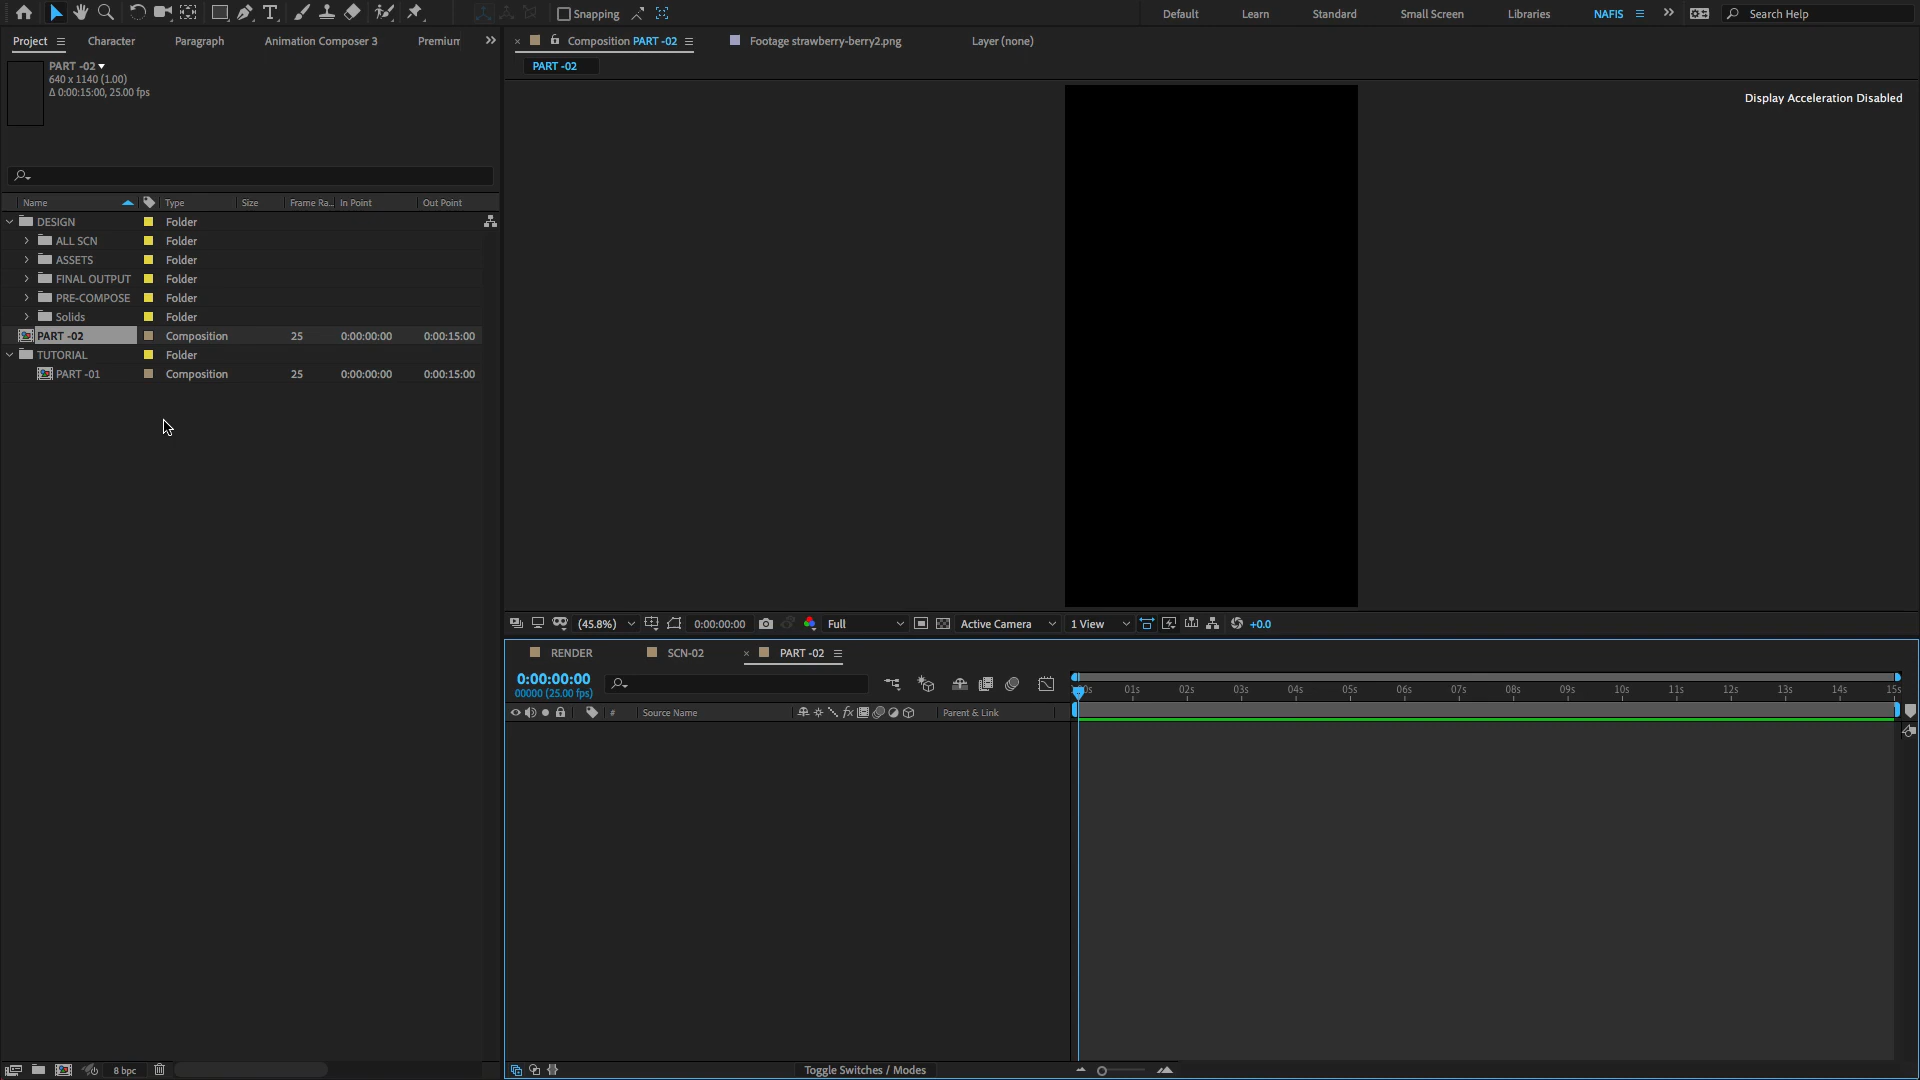 Snapping
Default
Learn
Standard
Small Screen
Libraries
NAFIS
Search Help
Project
Character
Paragraph
Animation Composer 3
Premium
Composition PART -02
Footage strawberry-berry2.png
Layer (none)
PART -02
640 x 1140 (1.00)
Δ 0:00:15:00, 25.00 fps
PART -02
Display Acceleration Disabled
Name Type Size Frame Ra... In Point Out Point
DESIGN Folder
ALL SCN Folder
ASSETS Folder
FINAL OUTPUT Folder
PRE-COMPOSE Folder
Solids Folder
PART -02 Composition 25 0:00:00:00 0:00:15:00
TUTORIAL Folder
PART -01 Composition 25 0:00:00:00 0:00:15:00
(45.8%) 0:00:00:00 Full Active Camera 1 View +0.0
RENDER SCN-02 PART -02
0:00:00:00
00000 (25.00 fps)
01s 02s 03s 04s 05s 06s 07s 08s 09s 10s 11s 12s 13s 14s 15s
# Source Name fx Parent & Link
8 bpc
Toggle Switches / Modes